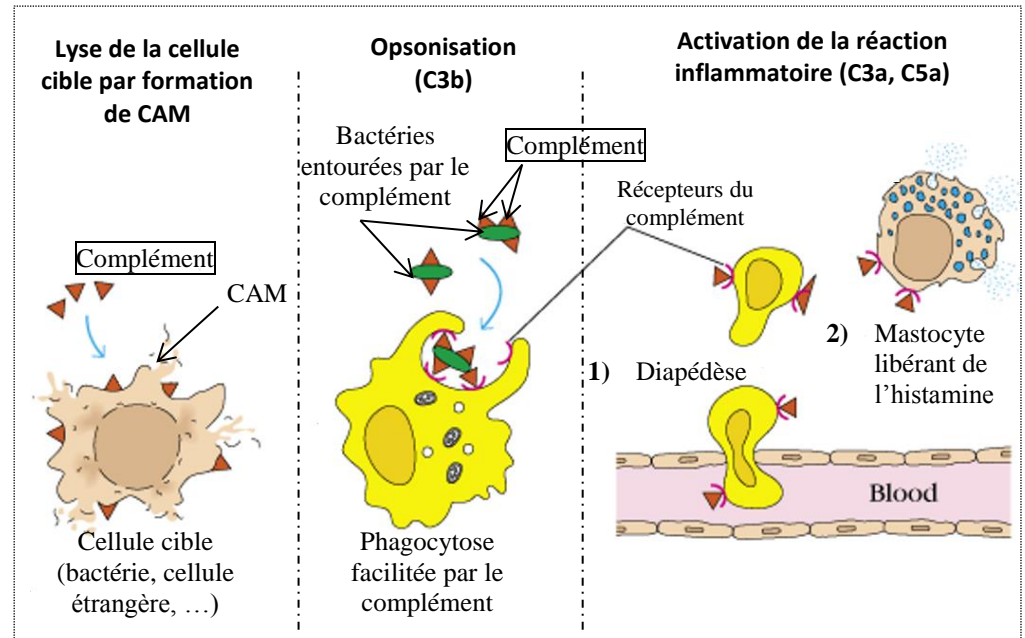 Lyse de la cellule
cible par formation
de CAM
Complément
CAM
Cellule cible
(bactérie, cellule
étrangère, …)
Opsonisation
(C3b)
Bactéries
entourées par le
complément
Complément
Phagocytose
facilitée par le
complément
Activation de la réaction
inflammatoire (C3a, C5a)
Récepteurs du
complément
1) Diapédèse
2) Mastocyte
libérant de
l’histamine
Blood